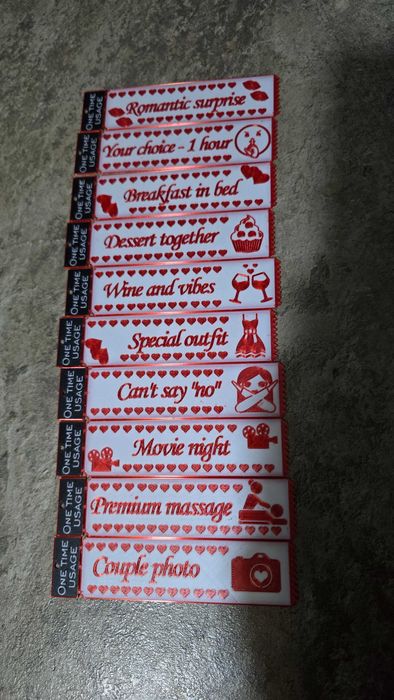 ONE TIME
USAGE
Romantic surprise
ONE TIME
USAGE
Your choice - 1 hour
ONE TIME
USAGE
Breakfast in bed
ONE TIME
USAGE
Dessert together
ONE TIME
USAGE
Wine and vibes
ONE TIME
USAGE
Special outfit
ONE TIME
USAGE
Can't say "no"
ONE TIME
USAGE
Movie night
ONE TIME
USAGE
Premium massage
ONE TIME
USAGE
Couple photo